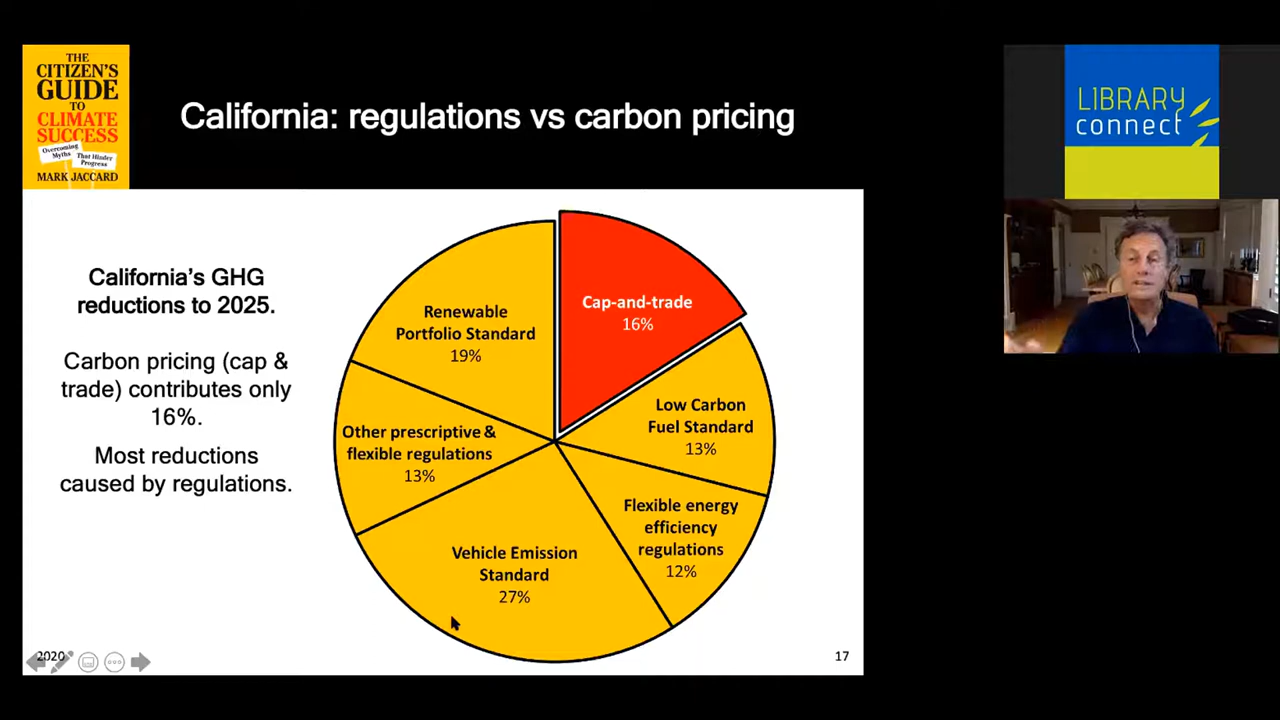 THE
CITIZEN'S
GUIDE
TO
CLIMATE
SUCCESS
Overcoming
Myths
That Hinder
Progress
MARK JACCARD
California: regulations vs carbon pricing
LIBRARY
connect
California's GHG
reductions to 2025.
Carbon pricing (cap &
trade) contributes only
16%.
Most reductions
caused by regulations.
Renewable
Portfolio Standard
19%
Cap-and-trade
16%
Low Carbon
Fuel Standard
13%
Other prescriptive &
flexible regulations
13%
Flexible energy
efficiency
regulations
12%
Vehicle Emission
Standard
27%
2020
17